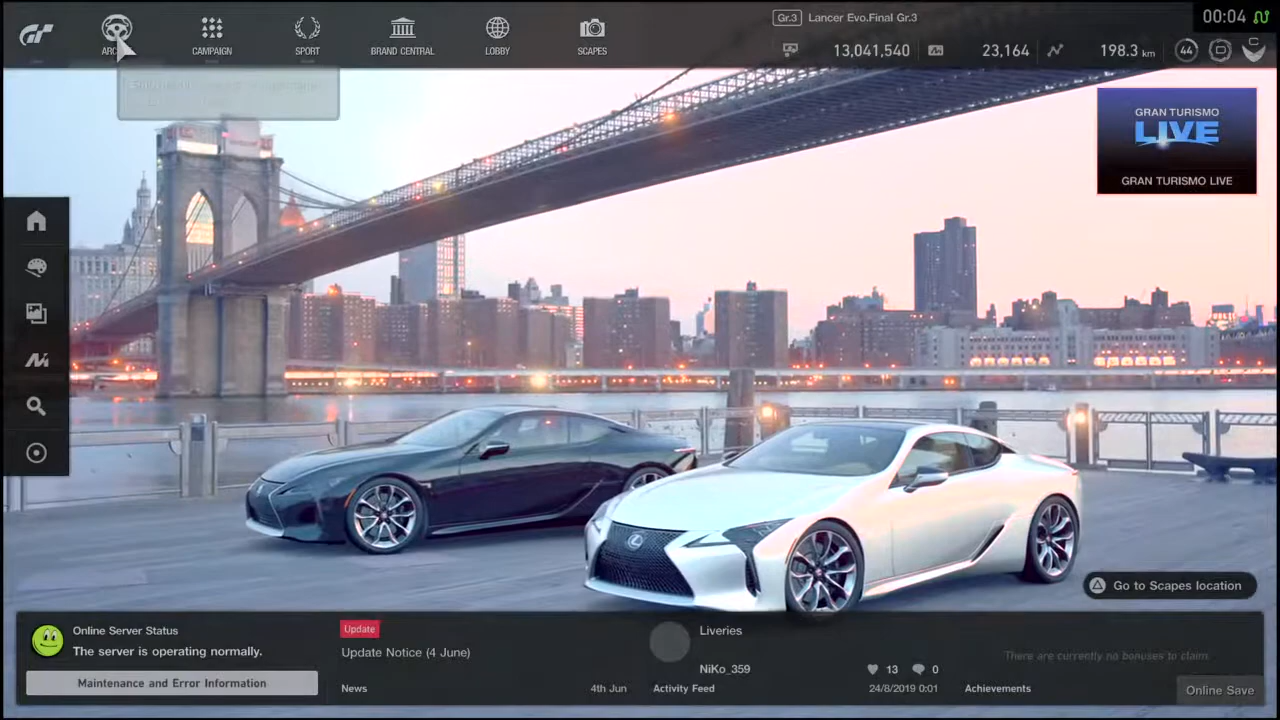 ARC
CAMPAIGN
SPORT
BRAND CENTRAL
LOBBY
SCAPES
Gr.3 Lancer Evo.Final Gr.3
00:04
13,041,540
23,164
198.3 km
44
C
GRAN TURISMO
LIVE
GRAN TURISMO LIVE
Go to Scapes location
Online Server Status
The server is operating normally.
Maintenance and Error Information
Update
Update Notice (4 June)
News 4th Jun
Liveries
NiKo_359
13 0
Activity Feed 24/8/2019 0:01
There are currently no bonuses to claim.
Achievements
Online Save